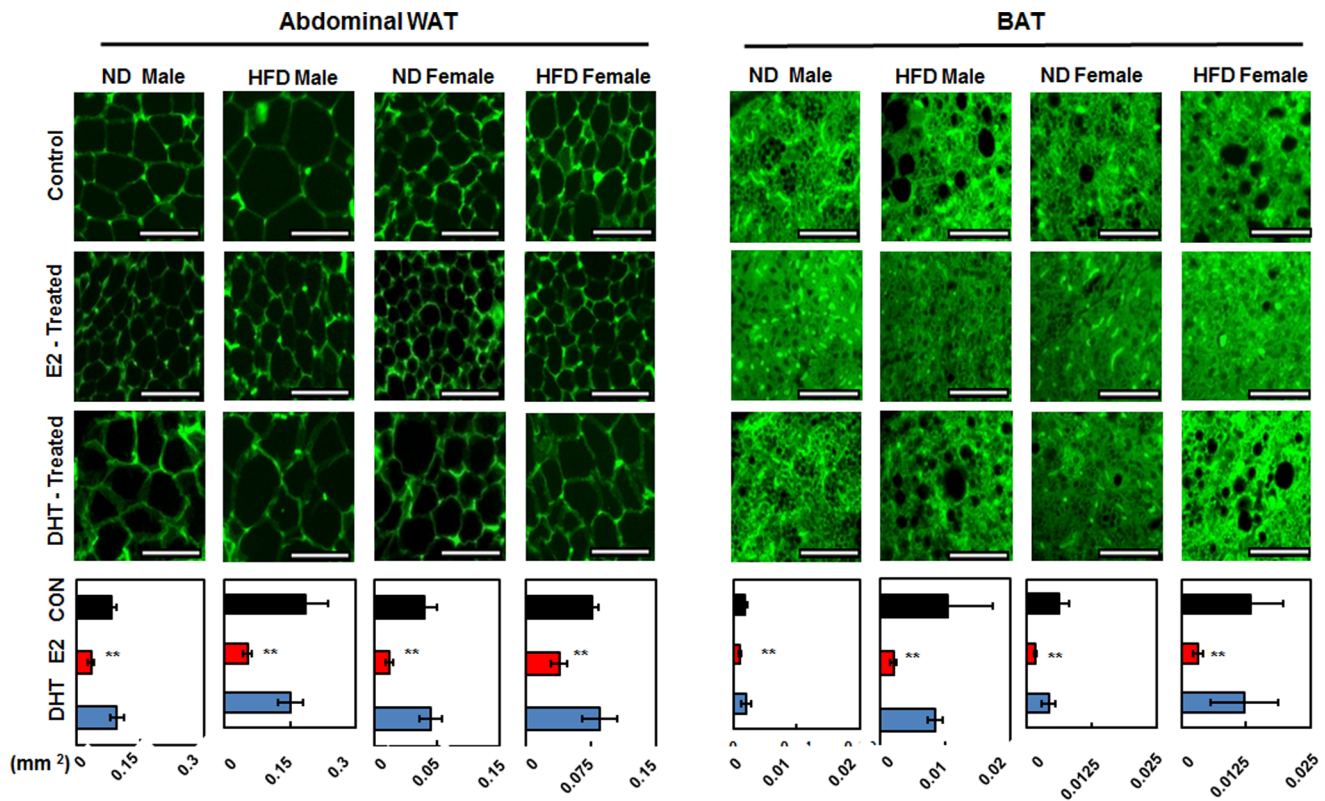 Abdominal WAT BAT
ND Male HFD Male ND Female HFD Female ND Male HFD Male ND Female HFD Female
Control
E2 - Treated
DHT - Treated
CON
E2 ** ** ** ** ** ** ** **
DHT
(mm 2) 0 0.15 0.3 0 0.15 0.3 0 0.05 0.15 0 0.075 0.15 0 0.01 0.02 0 0.01 0.02 0 0.0125 0.025 0 0.0125 0.025